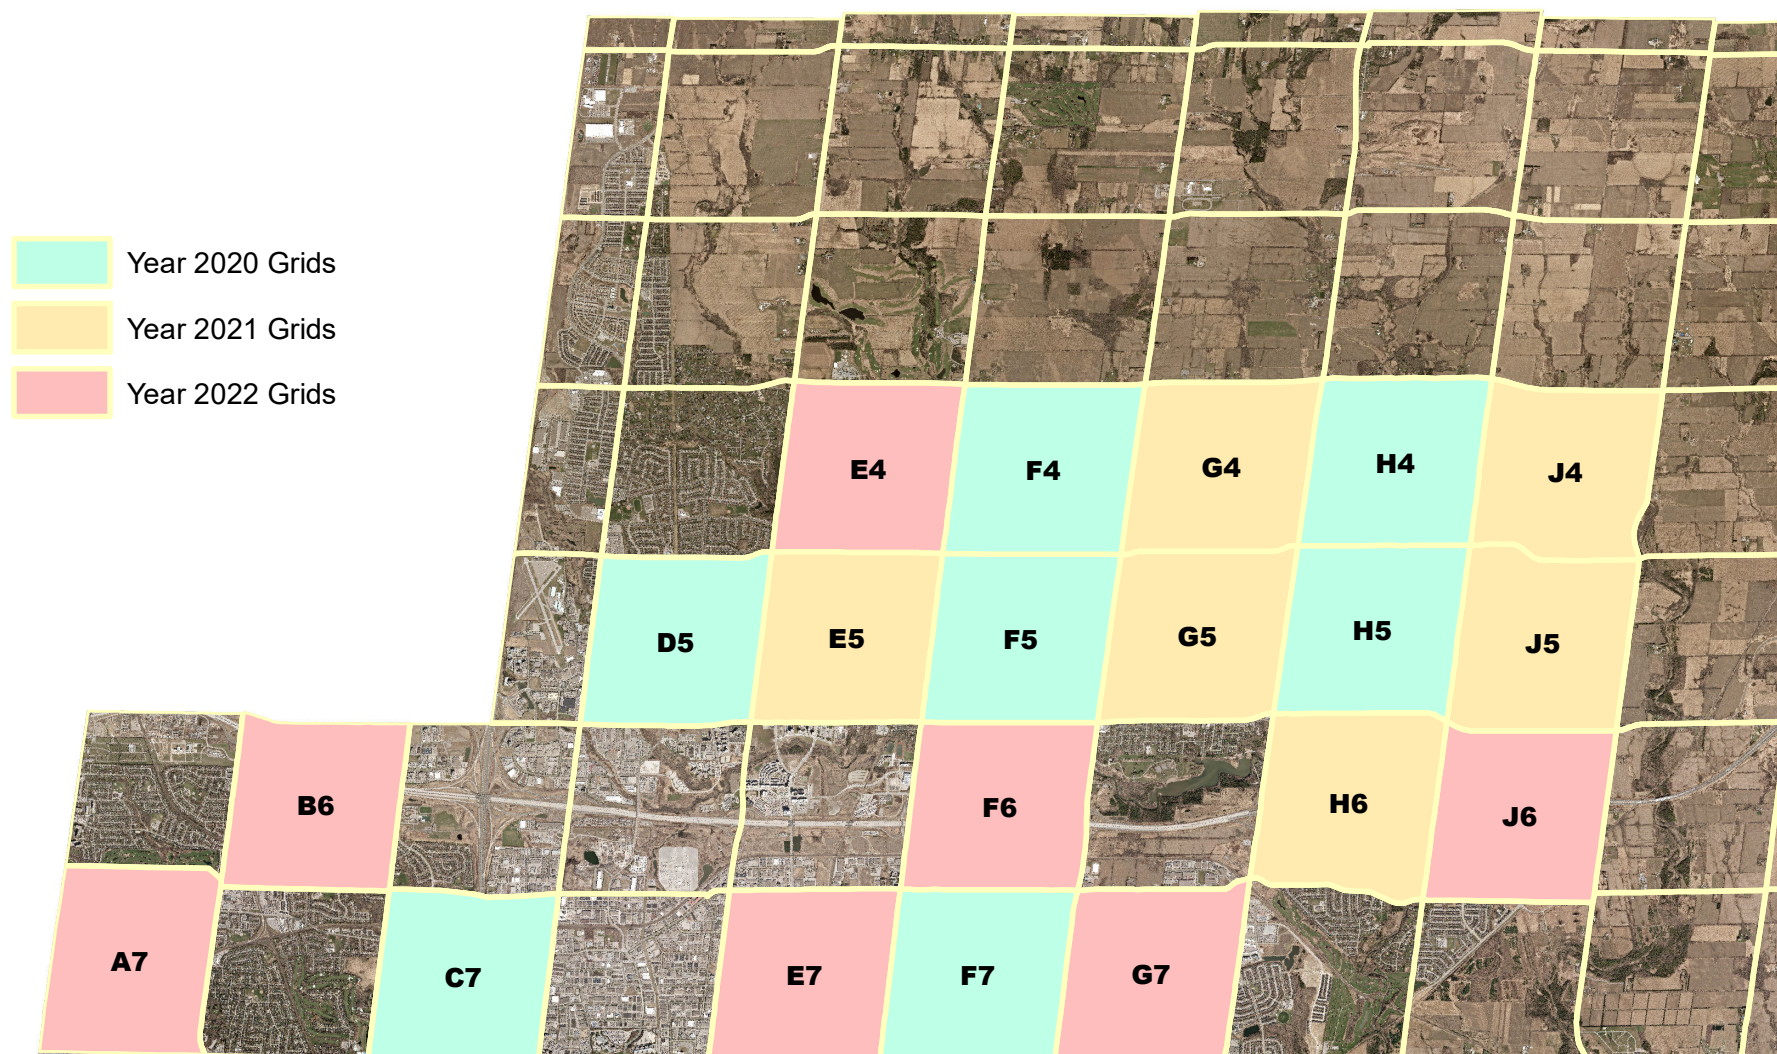 Year 2020 Grids
Year 2021 Grids
Year 2022 Grids
E4
F4
G4
H4
J4
D5
E5
F5
G5
H5
J5
B6
F6
H6
J6
A7
C7
E7
F7
G7